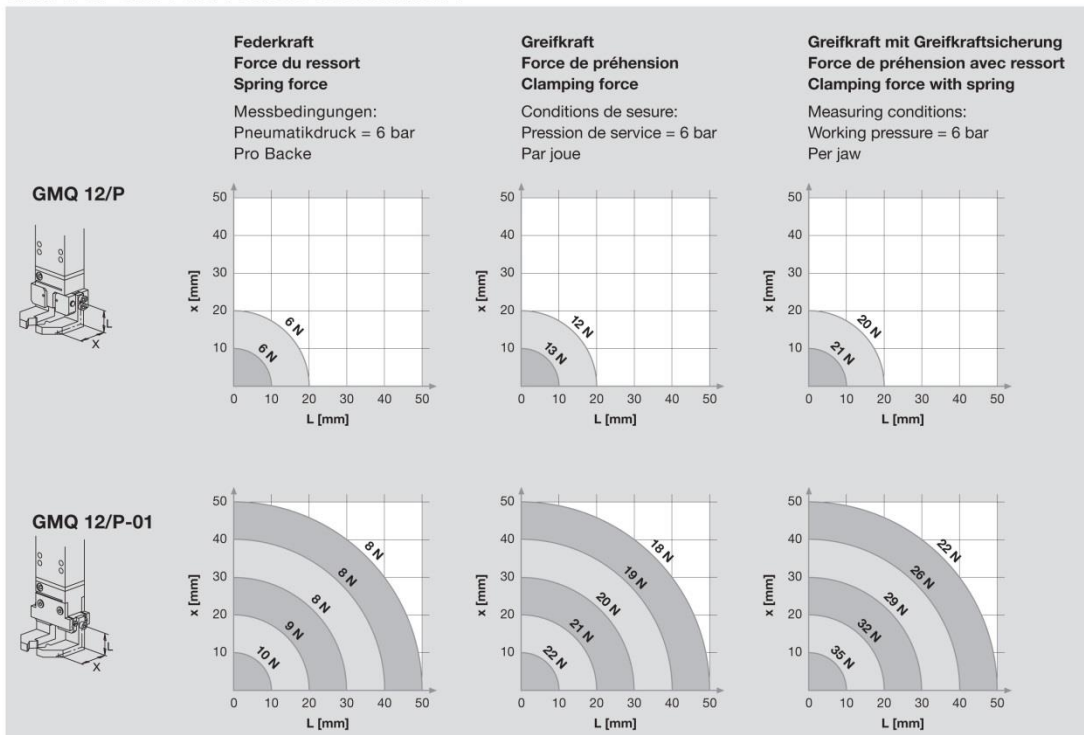 Federkraft
Force du ressort
Spring force
Messbedingungen:
Pneumatikdruck = 6 bar
Pro Backe
Greifkraft
Force de préhension
Clamping force
Conditions de sesure:
Pression de service = 6 bar
Par joue
Greifkraft mit Greifkraftsicherung
Force de préhension avec ressort
Clamping force with spring
Measuring conditions:
Working pressure = 6 bar
Per jaw
GMQ 12/P
L
X
50
40
30
20
10
x [mm]
6 N
6 N
0 10 20 30 40 50
L [mm]
50
40
30
20
10
x [mm]
12 N
13 N
0 10 20 30 40 50
L [mm]
50
40
30
20
10
x [mm]
20 N
21 N
0 10 20 30 40 50
L [mm]
GMQ 12/P-01
L
X
50
40
30
20
10
x [mm]
8 N
8 N
8 N
9 N
10 N
0 10 20 30 40 50
L [mm]
50
40
30
20
10
x [mm]
18 N
19 N
20 N
21 N
22 N
0 10 20 30 40 50
L [mm]
50
40
30
20
10
x [mm]
22 N
26 N
29 N
32 N
35 N
0 10 20 30 40 50
L [mm]